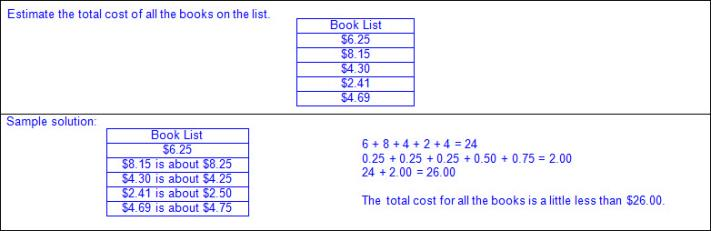 Estimate the total cost of all the books on the list.
Book List
$6.25
$8.15
$4.30
$2.41
$4.69
Sample solution:
Book List
$6.25
$8.15 is about $8.25
$4.30 is about $4.25
$2.41 is about $2.50
$4.69 is about $4.75
6 + 8 + 4 + 2 + 4 = 24
0.25 + 0.25 + 0.25 + 0.50 + 0.75 = 2.00
24 + 2.00 = 26.00
The total cost for all the books is a little less than $26.00.